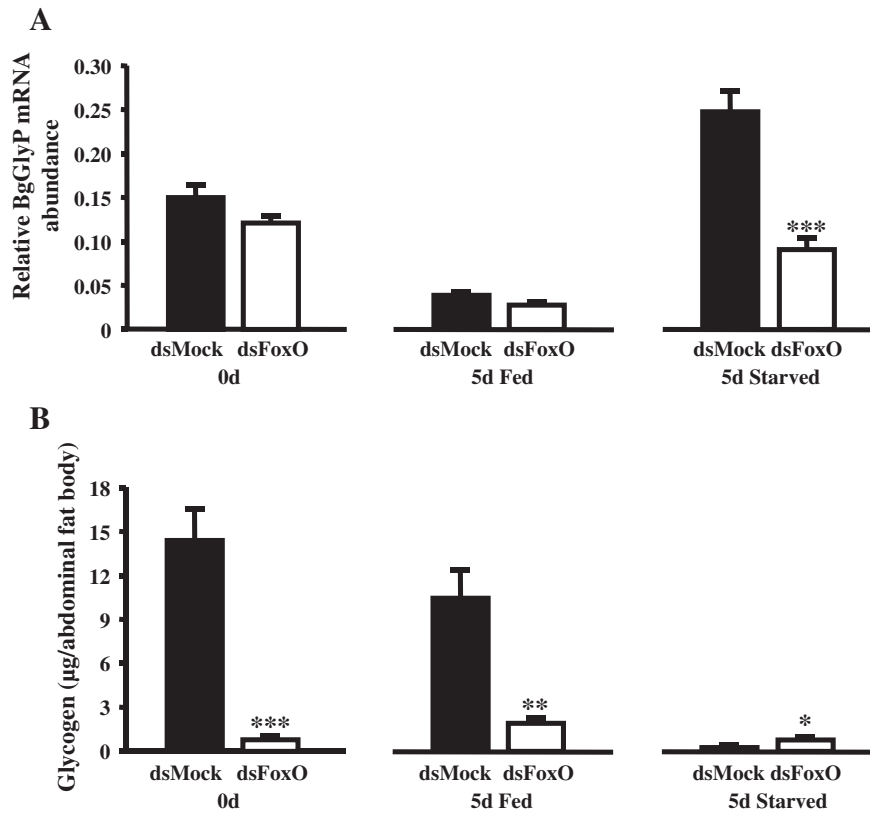 A
Relative BgGlyP mRNA
abundance
0.30
0.25
0.20
0.15
0.10
0.05
0
***
dsMock dsFoxO
0d
dsMock dsFoxO
5d Fed
dsMock dsFoxO
5d Starved
B
Glycogen (µg/abdominal fat body)
18
15
12
9
6
3
0
***
**
*
dsMock dsFoxO
0d
dsMock dsFoxO
5d Fed
dsMock dsFoxO
5d Starved